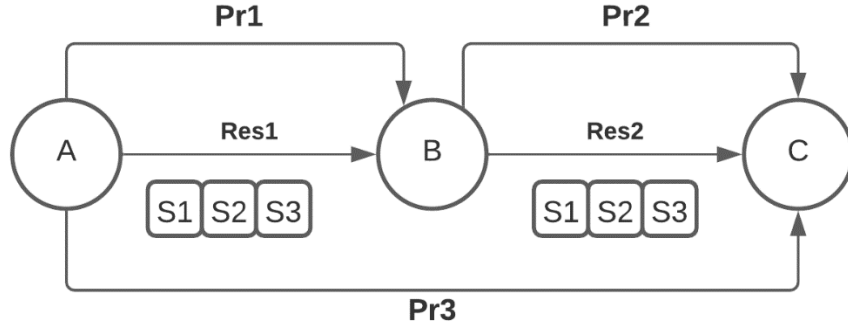 Pr1 Pr2
Res1 Res2
A B C
S1 S2 S3 S1 S2 S3
Pr3